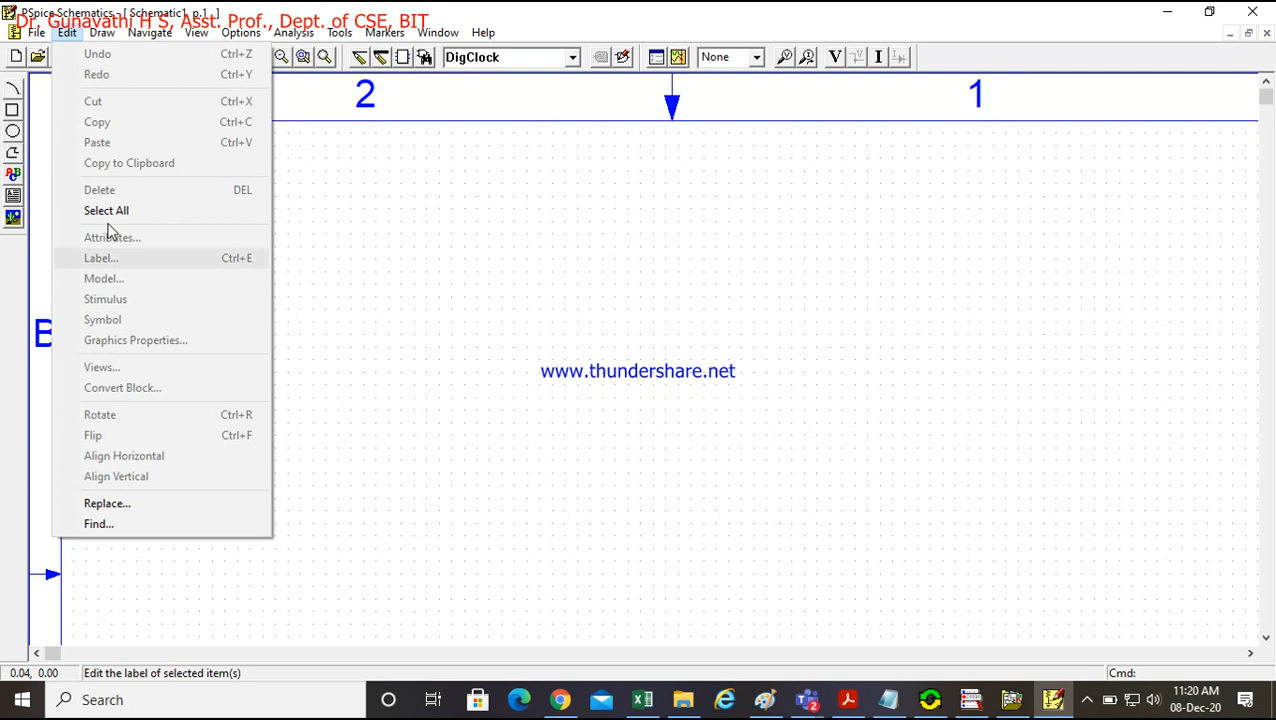 PSpice Schematics - [ Schematic1 p.1 ]
Dr, Gunavathi H S, Asst. Prof., Dept. of CSE, BIT
File Edit Draw Navigate View Options Analysis Tools Markers Window Help
DigClock None V I
2 1
Undo Ctrl+Z
Redo Ctrl+Y
Cut Ctrl+X
Copy Ctrl+C
Paste Ctrl+V
Copy to Clipboard
Delete DEL
Select All
Attributes...
Label... Ctrl+E
Model...
Stimulus
Symbol
B
Graphics Properties...
Views...
www.thundershare.net
Convert Block...
Rotate Ctrl+R
Flip Ctrl+F
Align Horizontal
Align Vertical
Replace...
Find...
0.04, 0.00 Edit the label of selected item(s) Cmd:
Search
11:20 AM
08-Dec-20